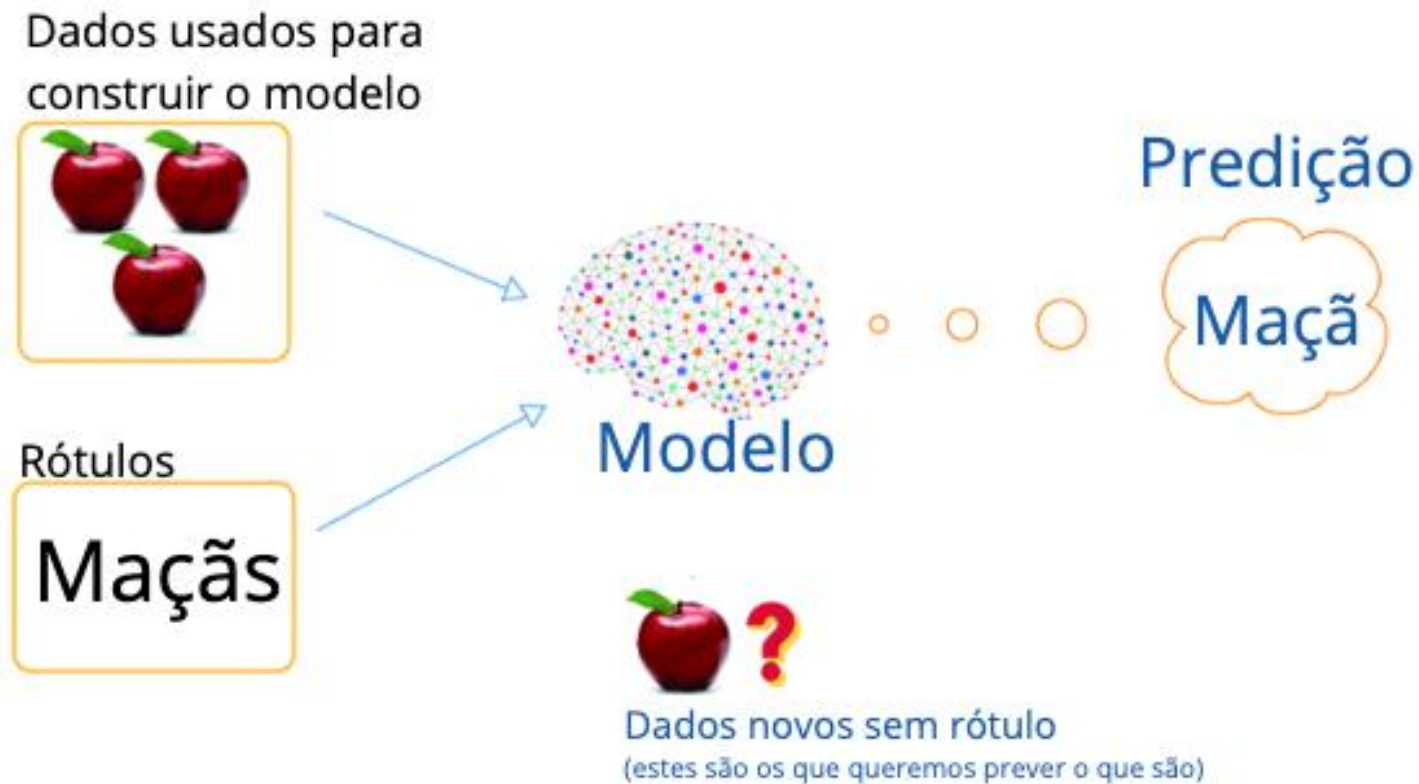 Dados usados para
construir o modelo
Rótulos
Maçãs
Modelo
Predição
Maçã
?
Dados novos sem rótulo
(estes são os que queremos prever o que são)